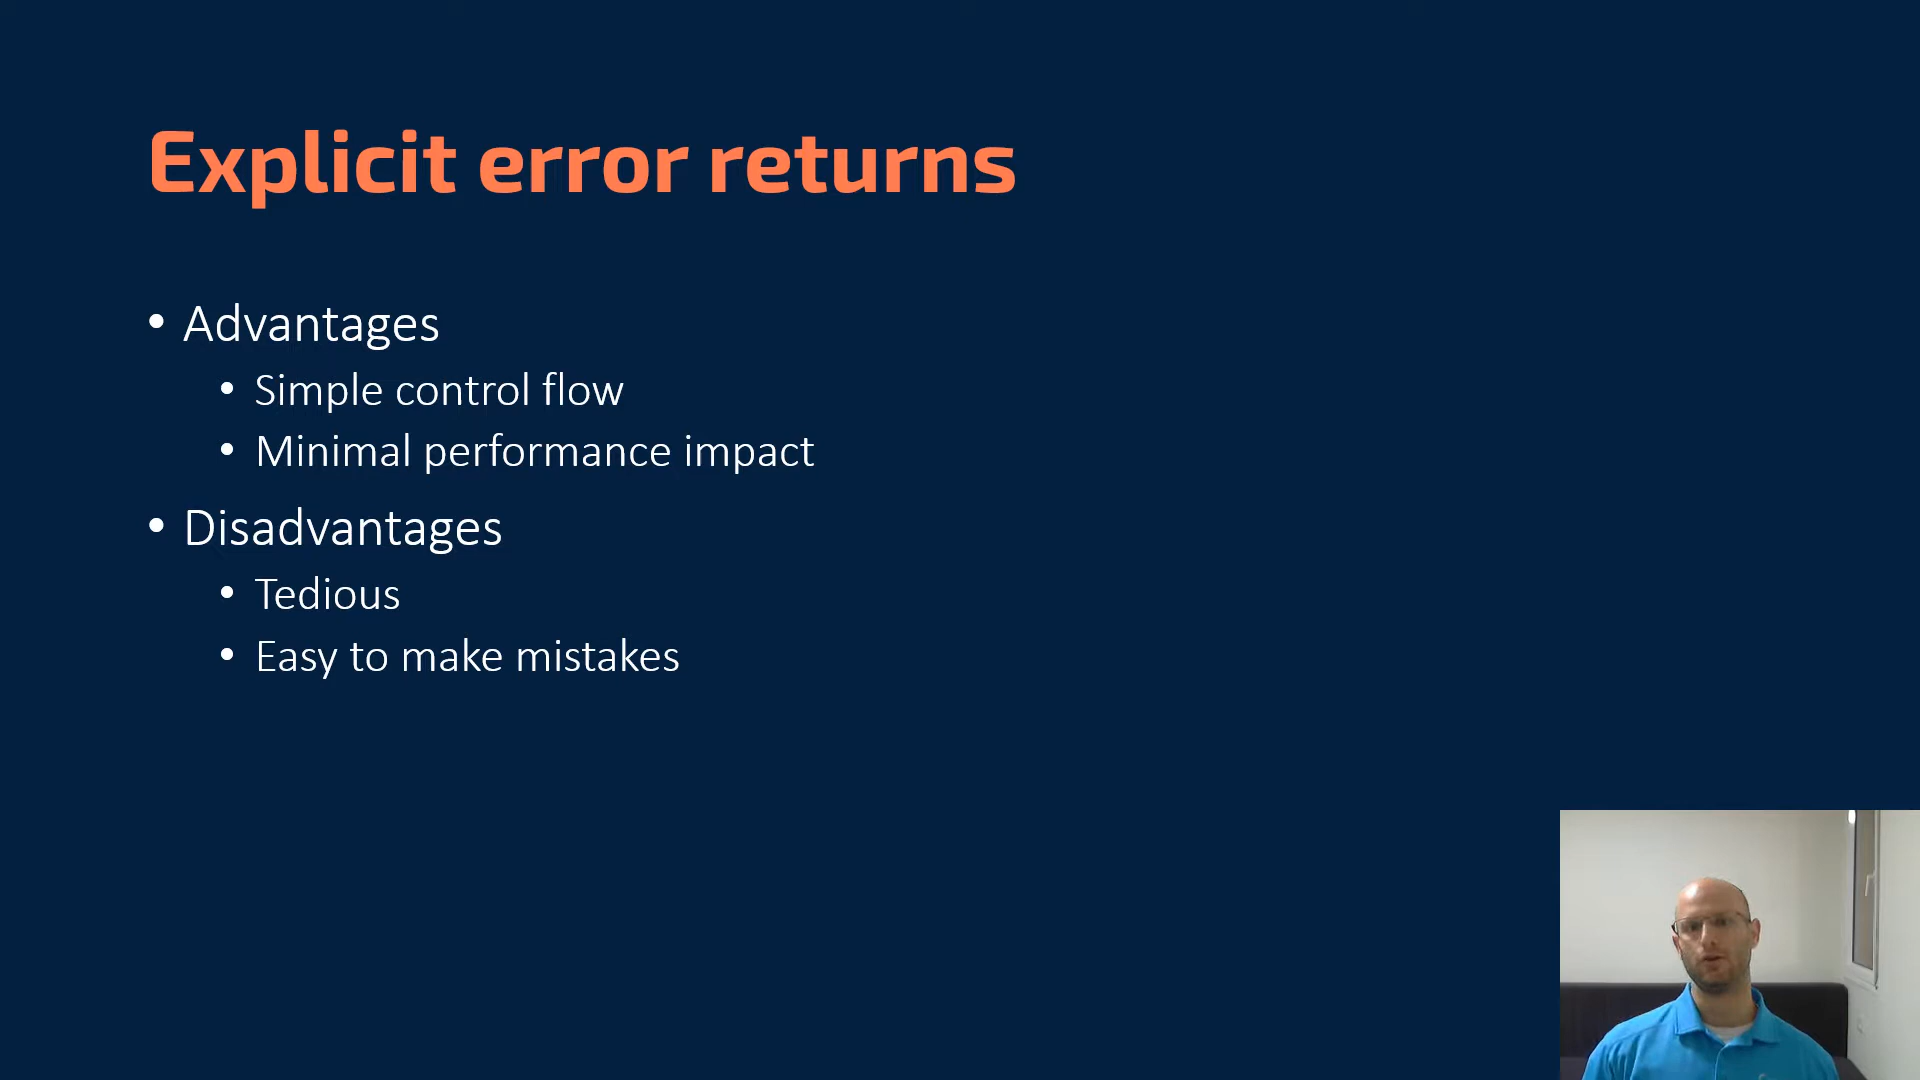 Explicit error returns
• Advantages
• Simple control flow
• Minimal performance impact
• Disadvantages
• Tedious
• Easy to make mistakes